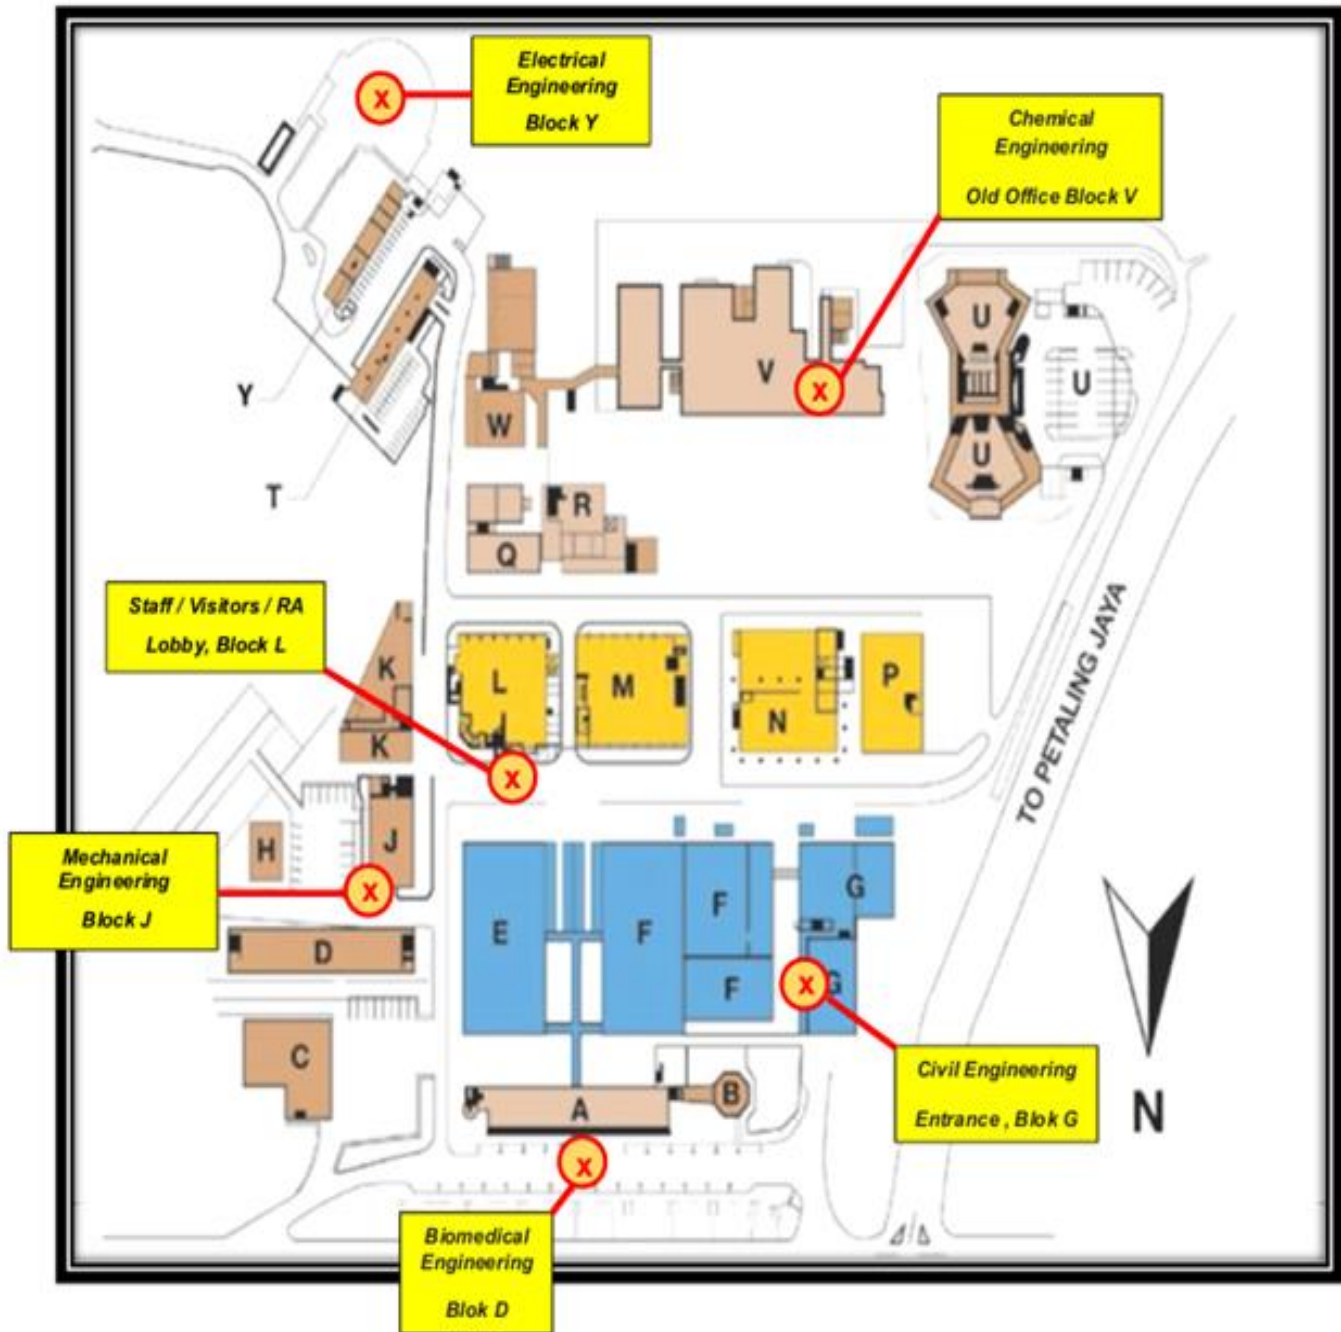 Electrical
Engineering
Block Y
x
Chemical
Engineering
Old Office Block V
U
V
x
U
Y
W
U
T
R
Q
Staff / Visitors / RA
Lobby, Block L
K
L
M
N
P
K
x
TO PETALING JAYA
Mechanical
Engineering
Block J
H
J
x
E
F
F
G
D
F
x
G
C
Civil Engineering
Entrance , Blok G
A
B
N
x
Biomedical
Engineering
Blok D